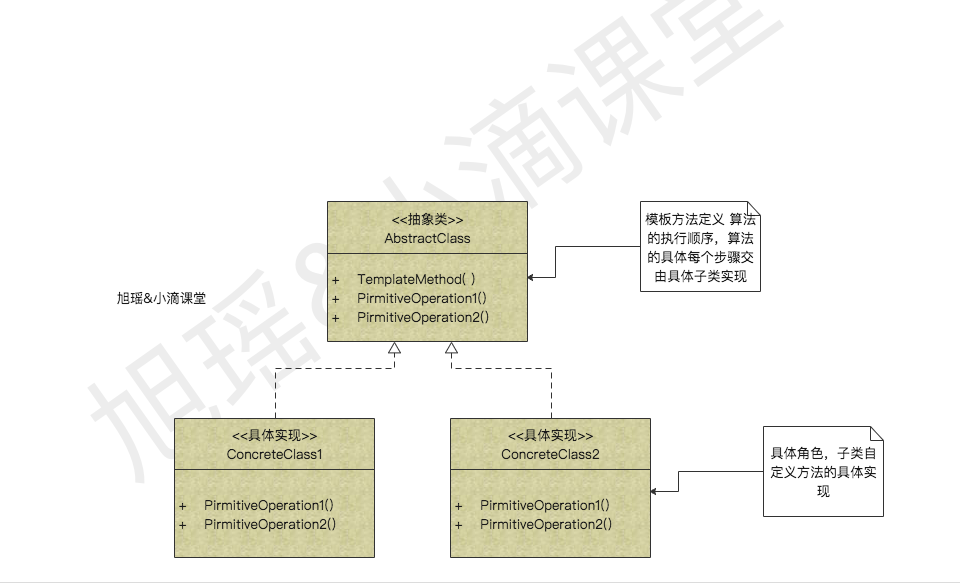 旭瑶&小滴课堂
<<抽象类>>
AbstractClass
+ TemplateMethod( )
+ PirmitiveOperation1()
+ PirmitiveOperation2()
模板方法定义 算法
的执行顺序，算法
的具体每个步骤交
由具体子类实现
旭瑶&小滴课堂
<<具体实现>>
ConcreteClass1
+ PirmitiveOperation1()
+ PirmitiveOperation2()
<<具体实现>>
ConcreteClass2
+ PirmitiveOperation1()
+ PirmitiveOperation2()
具体角色，子类自
定义方法的具体实
现